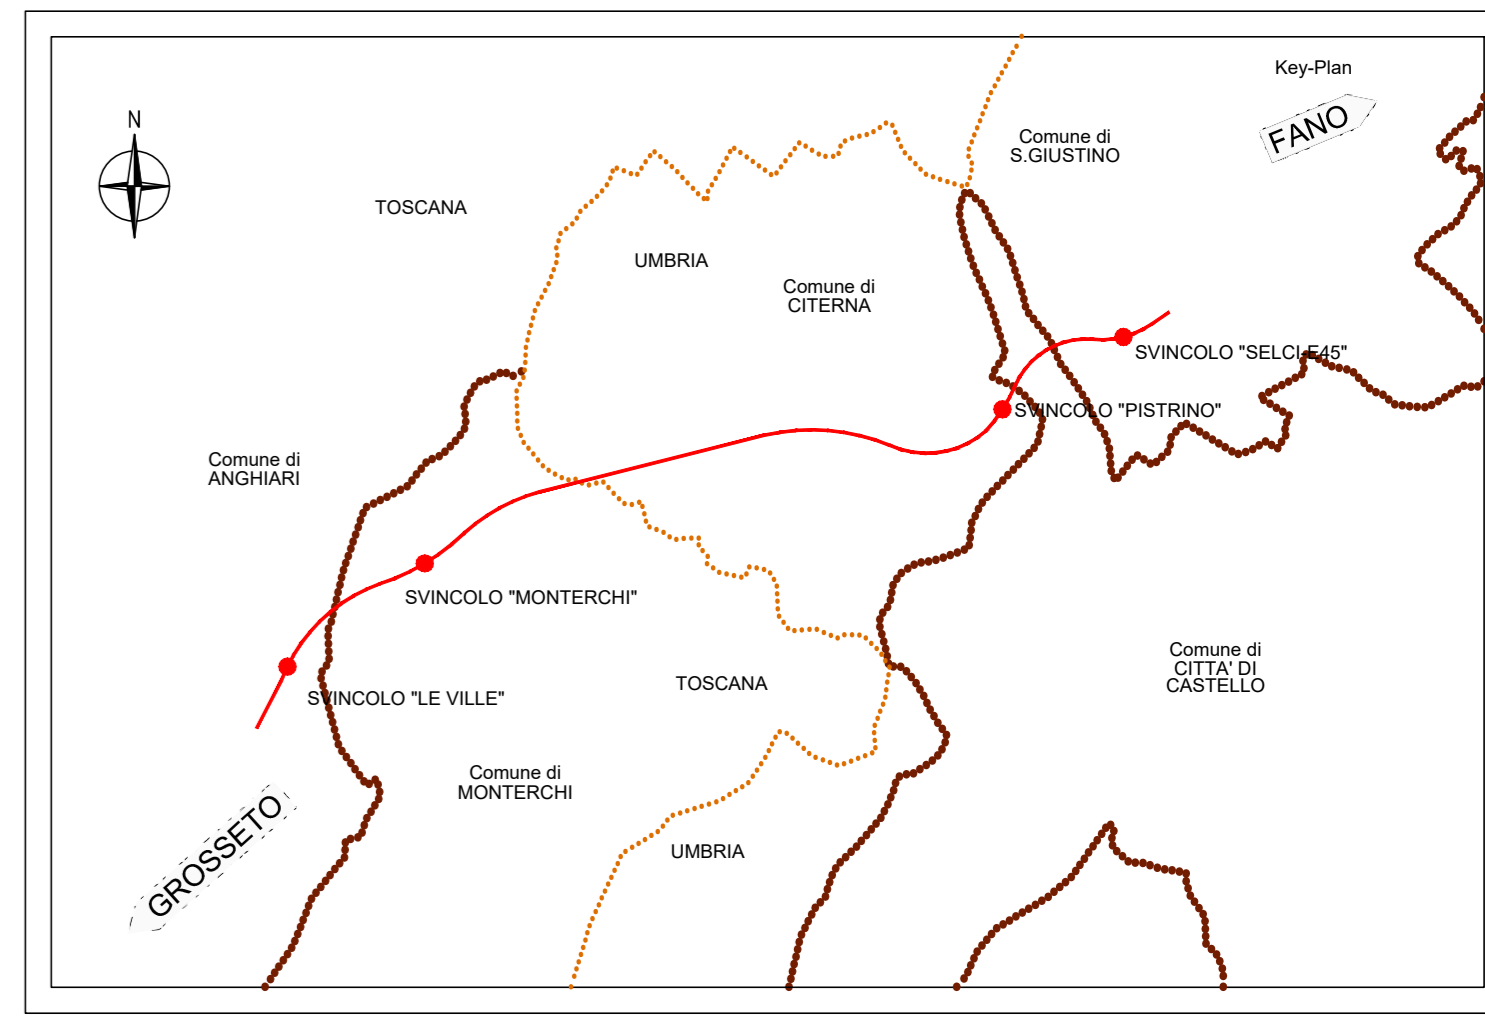 Key-Plan
FANO
N
Comune di
S.GIUSTINO
TOSCANA
UMBRIA
Comune di
CITERNA
SVINCOLO "SELCI-E45"
SVINCOLO "PISTRINO"
Comune di
ANGHIARI
SVINCOLO "MONTERCHI"
Comune di
CITTA' DI
CASTELLO
TOSCANA
SVINCOLO "LE VILLE"
Comune di
MONTERCHI
GROSSETO
UMBRIA